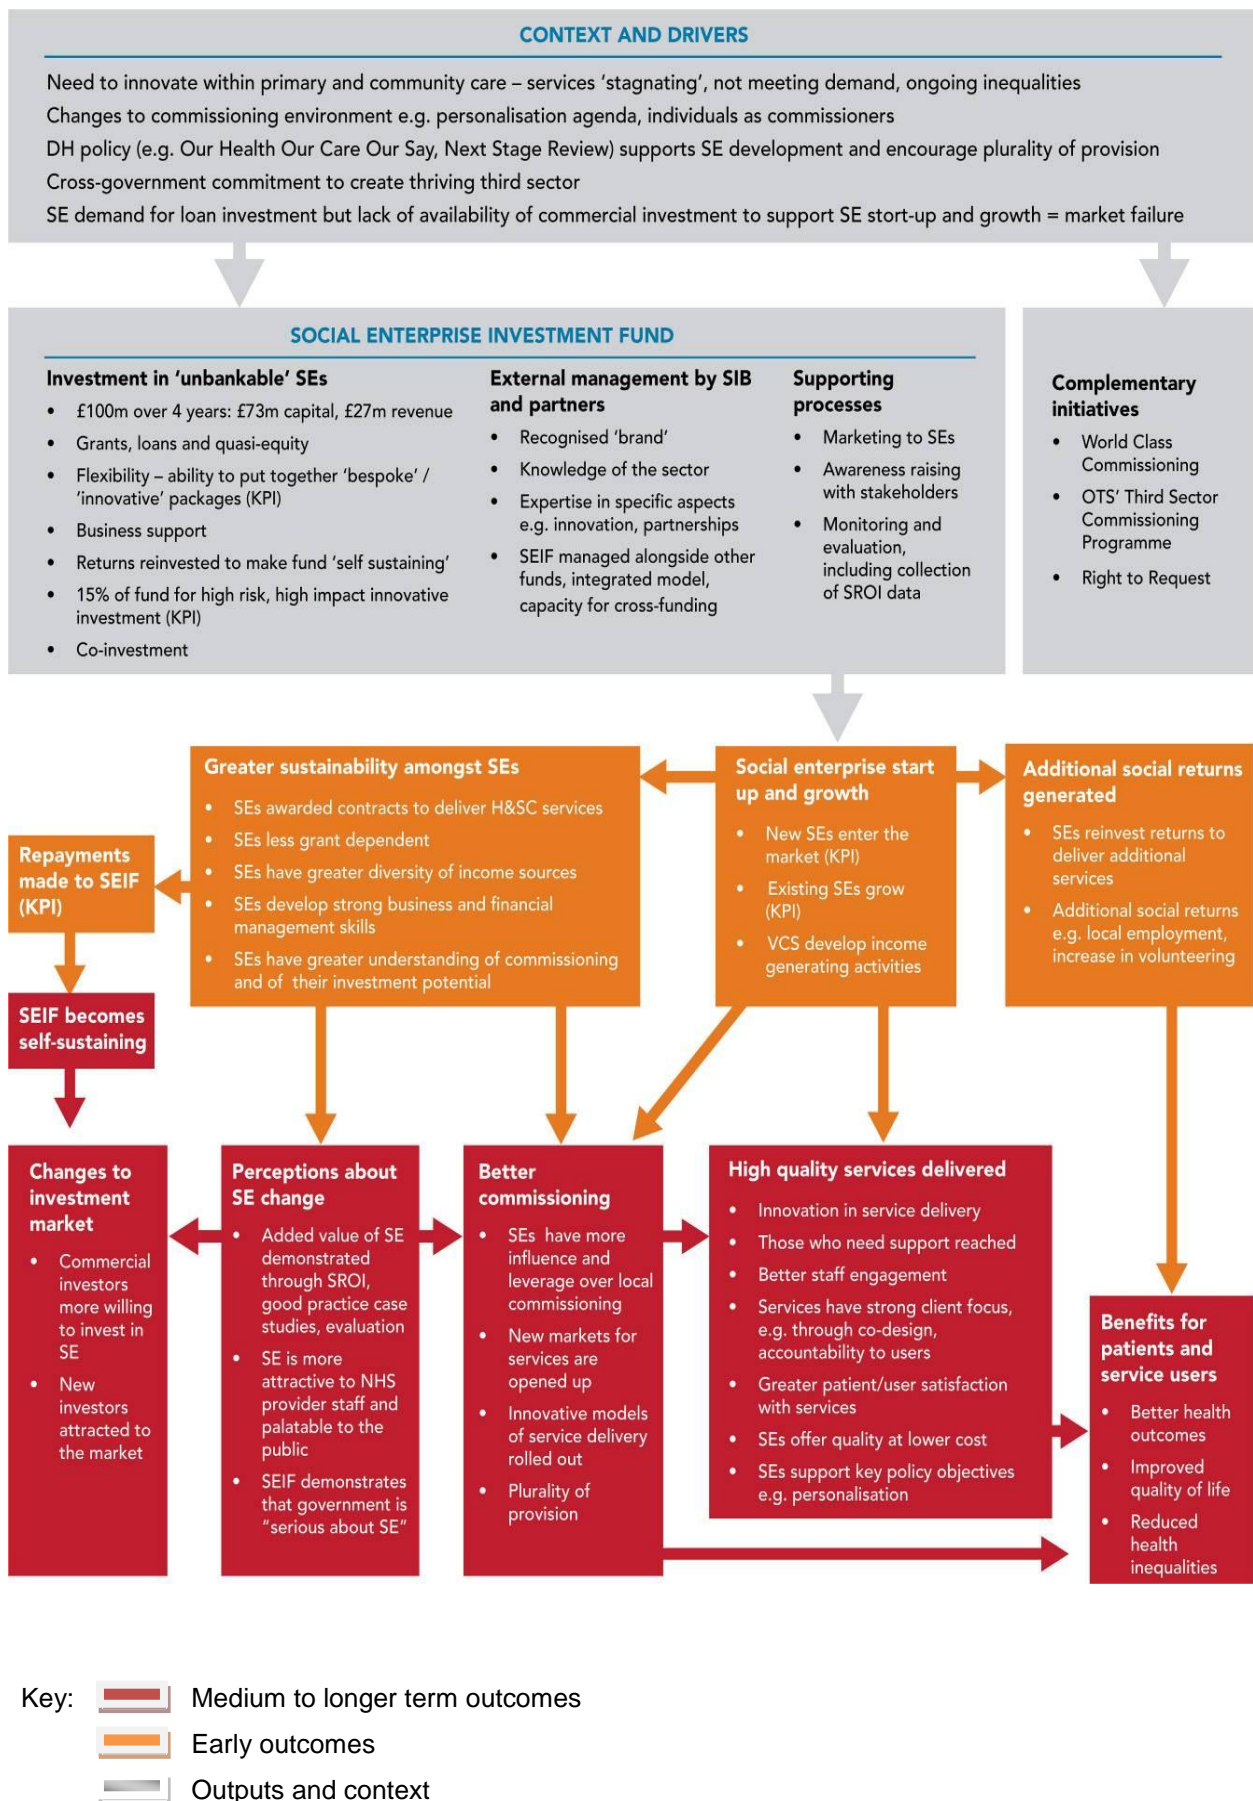 CONTEXT AND DRIVERS
Need to innovate within primary and community care – services ‘stagnating’, not meeting demand, ongoing inequalities
Changes to commissioning environment e.g. personalisation agenda, individuals as commissioners
DH policy (e.g. Our Health Our Care Our Say, Next Stage Review) supports SE development and encourage plurality of provision
Cross-government commitment to create thriving third sector
SE demand for loan investment but lack of availability of commercial investment to support SE start-up and growth = market failure
SOCIAL ENTERPRISE INVESTMENT FUND
Investment in ‘unbankable’ SEs
• £100m over 4 years: £73m capital, £27m revenue
• Grants, loans and quasi-equity
• Flexibility – ability to put together ‘bespoke’ /
’innovative’ packages (KPI)
• Business support
• Returns reinvested to make fund ‘self sustaining’
• 15% of fund for high risk, high impact innovative
investment (KPI)
• Co-investment
External management by SIB
and partners
• Recognised ‘brand’
• Knowledge of the sector
• Expertise in specific aspects
e.g. innovation, partnerships
• SEIF managed alongside other
funds, integrated model,
capacity for cross-funding
Supporting
processes
• Marketing to SEs
• Awareness raising
with stakeholders
• Monitoring and
evaluation,
including collection
of SROI data
Complementary
initiatives
• World Class
Commissioning
• OTS’ Third Sector
Commissioning
Programme
• Right to Request
Greater sustainability amongst SEs
• SEs awarded contracts to deliver H&SC services
• SEs less grant dependent
• SEs have greater diversity of income sources
• SEs develop strong business and financial
management skills
• SEs have greater understanding of commissioning
and of their investment potential
Social enterprise start
up and growth
• New SEs enter the
market (KPI)
• Existing SEs grow
(KPI)
• VCS develop income
generating activities
Additional social returns
generated
• SEs reinvest returns to
deliver additional
services
• Additional social returns
e.g. local employment,
increase in volunteering
Repayments
made to SEIF
(KPI)
SEIF becomes
self-sustaining
Changes to
investment
market
• Commercial
investors
more willing
to invest in
SE
• New
investors
attracted to
the market
Perceptions about
SE change
• Added value of SE
demonstrated
through SROI,
good practice case
studies, evaluation
• SE is more
attractive to NHS
provider staff and
palatable to the
public
• SEIF demonstrates
that government is
“serious about SE”
Better
commissioning
• SEs have more
influence and
leverage over local
commissioning
• New markets for
services are
opened up
• Innovative models
of service delivery
rolled out
• Plurality of
provision
High quality services delivered
• Innovation in service delivery
• Those who need support reached
• Better staff engagement
• Services have strong client focus,
e.g. through co-design,
accountability to users
• Greater patient/user satisfaction
with services
• SEs offer quality at lower cost
• SEs support key policy objectives
e.g. personalisation
Benefits for
patients and
service users
• Better health
outcomes
• Improved
quality of life
• Reduced
health
inequalities
Key:
Medium to longer term outcomes
Early outcomes
Outputs and context